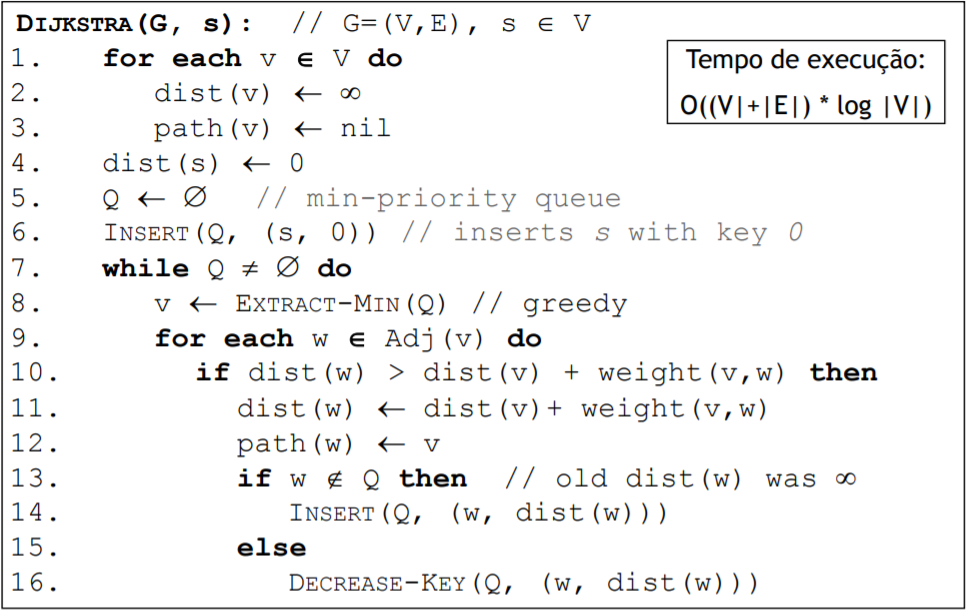 DIJKSTRA(G, s): // G=(V,E), s ∈ V
1. for each v ∈ V do
2. dist(v) ← ∞
3. path(v) ← nil
4. dist(s) ← 0
5. Q ← ∅ // min-priority queue
6. INSERT(Q, (s, 0)) // inserts s with key 0
7. while Q ≠ ∅ do
8. v ← EXTRACT-MIN(Q) // greedy
9. for each w ∈ Adj(v) do
10. if dist(w) > dist(v) + weight(v,w) then
11. dist(w) ← dist(v)+ weight(v,w)
12. path(w) ← v
13. if w ∉ Q then // old dist(w) was ∞
14. INSERT(Q, (w, dist(w)))
15. else
16. DECREASE-KEY(Q, (w, dist(w)))
Tempo de execução:
O((V|+|E|) * log |V|)